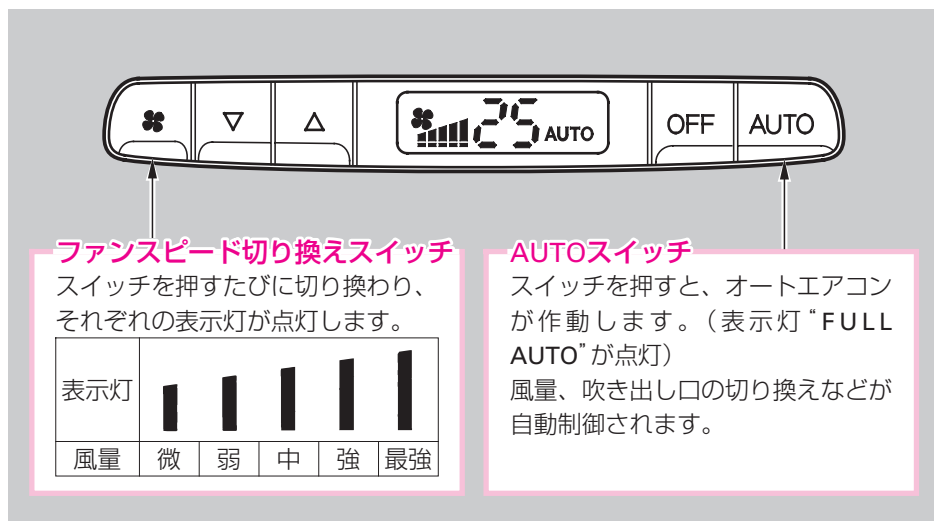 ▽
△
25 AUTO
OFF
AUTO
ファンスピード切り換えスイッチ
スイッチを押すたびに切り換わり、
それぞれの表示灯が点灯します。
表示灯
風量 微 弱 中 強 最強
AUTOスイッチ
スイッチを押すと、オートエアコン
が作動します。（表示灯“FULL
AUTO”が点灯）
風量、吹き出し口の切り換えなどが
自動制御されます。